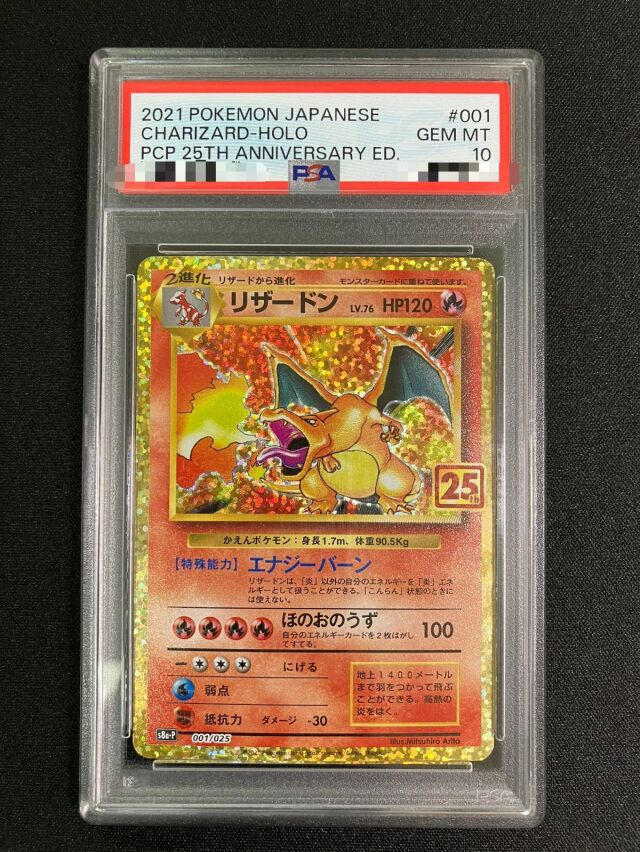 2021 POKEMON JAPANESE #001
CHARIZARD-HOLO GEM MT
PCP 25TH ANNIVERSARY ED. 10
PSA
2進化 リザードから進化 モンスターカードに重ねて使います。
リザードン LV.76 HP120
25th
かえんポケモン：身長1.7m、体重90.5Kg
【特殊能力】 エナジーバーン
リザードンは、「炎」以外の自分のエネルギーを「炎」エネ
ルギーとして扱うことができる。「こんらん」状態のときに
は使えない。
ほのおのうず 100
自分のエネルギーカードを2枚はがし
てすてる。
にげる
弱点
抵抗力 ダメージ -30
地上1400メートル
まで羽をつかって飛ぶ
ことができる。高熱の
炎をはく。
Illus.Mitsuhiro Arita
s8a-P 001/025